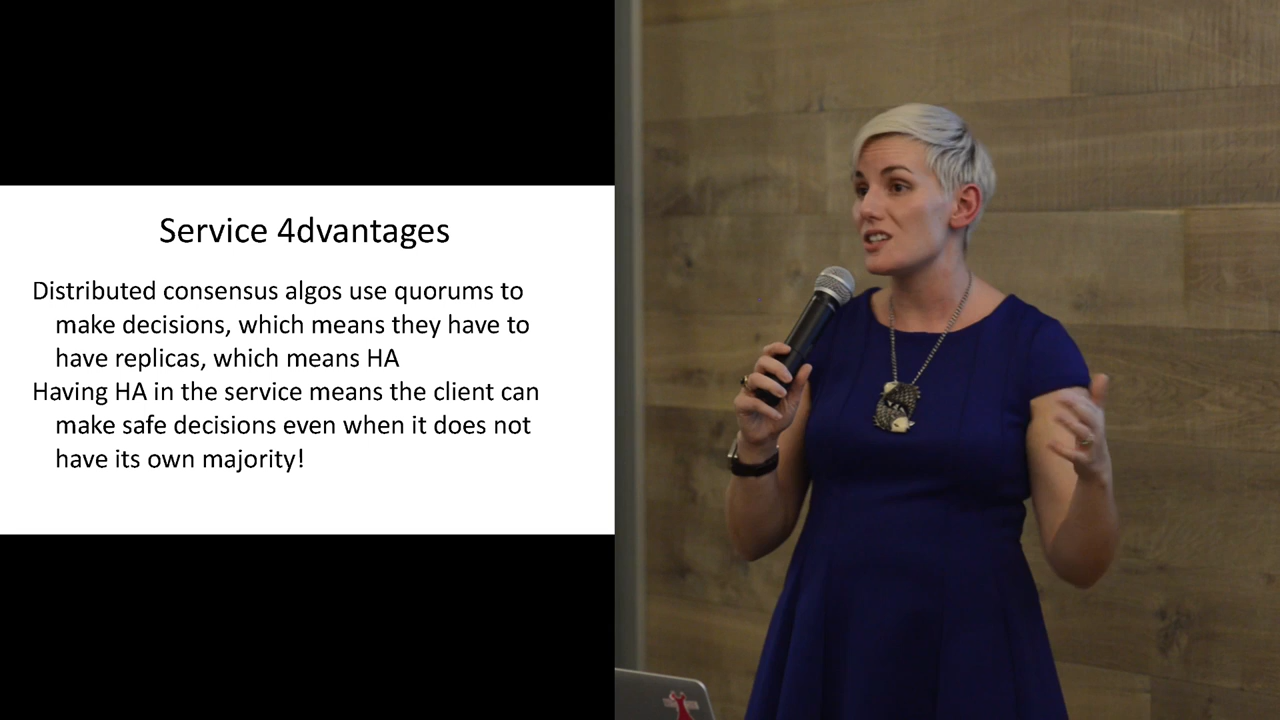 Service 4dvantages
Distributed consensus algos use quorums to
make decisions, which means they have to
have replicas, which means HA
Having HA in the service means the client can
make safe decisions even when it does not
have its own majority!